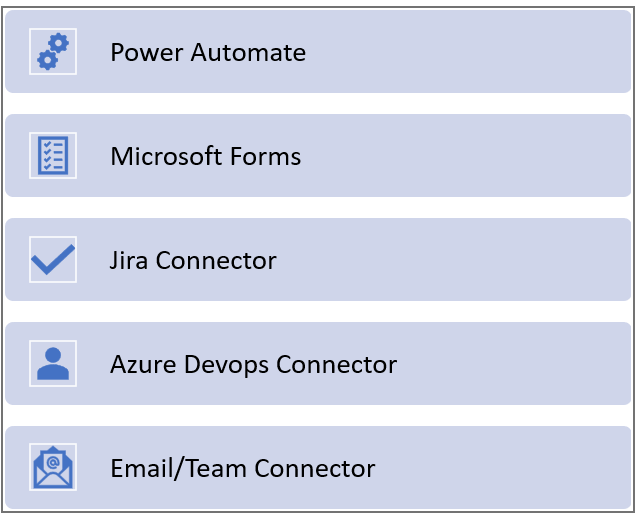 Power Automate
Microsoft Forms
Jira Connector
Azure Devops Connector
Email/Team Connector